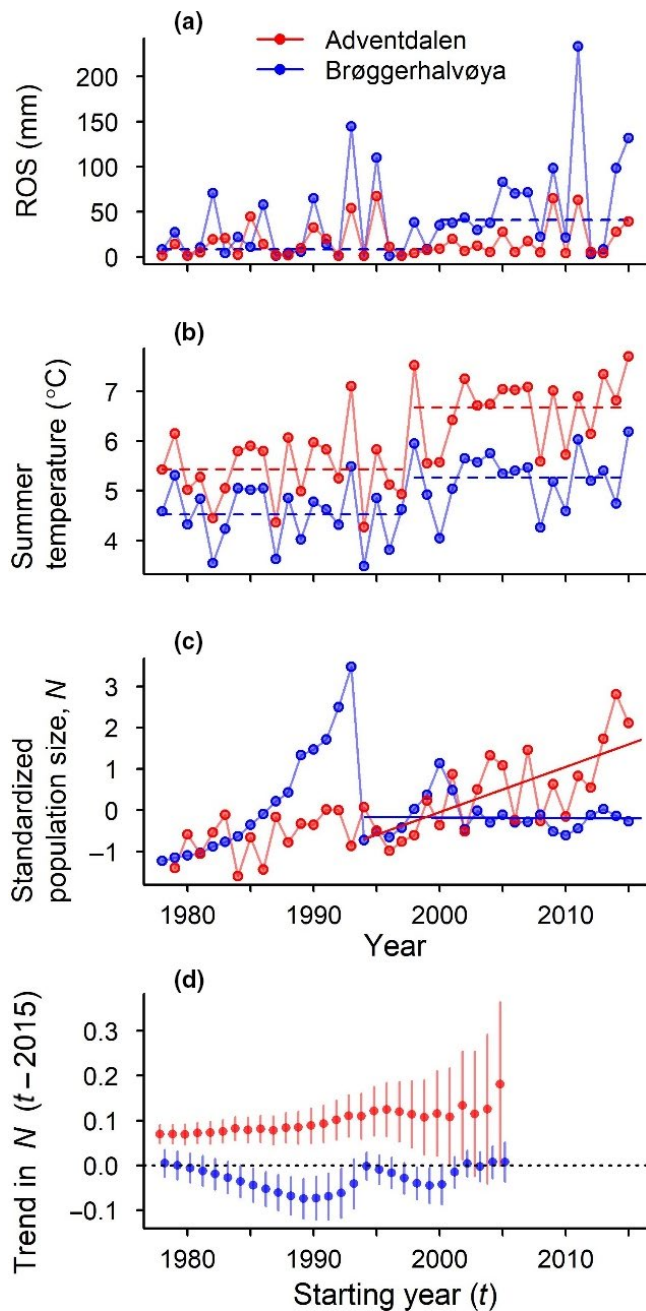 (a)
Adventdalen
Brøggerhalvøya
ROS (mm)
200
150
100
50
0
(b)
Summer
temperature (°C)
7
6
5
4
(c)
Standardized
population size, N
3
2
1
0
−1
1980 1990 2000 2010
Year
(d)
Trend in N (t−2015)
0.3
0.2
0.1
0.0
−0.1
1980 1990 2000 2010
Starting year (t)